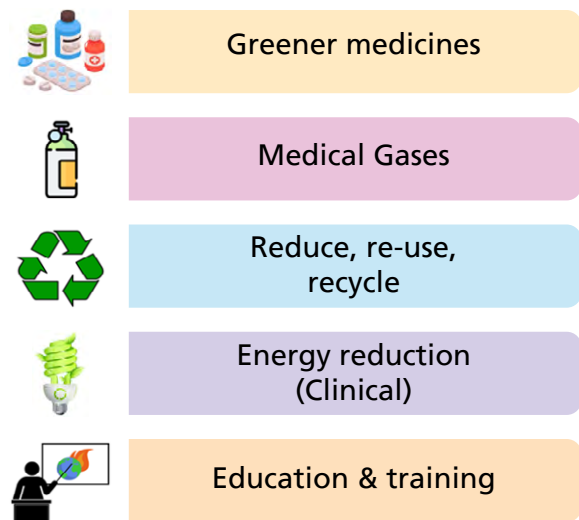 Greener medicines
Medical Gases
Reduce, re-use,
recycle
Energy reduction
(Clinical)
Education & training